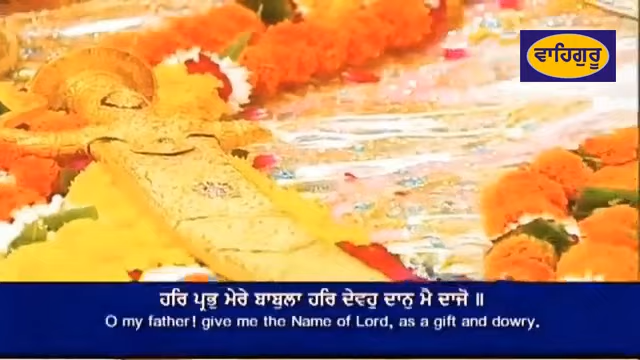 ਵਾਹਿਗੁਰੂ
ਹਰਿ ਪ੍ਰਭੁ ਮੇਰੇ ਬਾਬੁਲਾ ਹਰਿ ਦੇਵਹੁ ਦਾਨੁ ਮੈ ਦਾਜੋ ॥
O my father! give me the Name of Lord, as a gift and dowry.